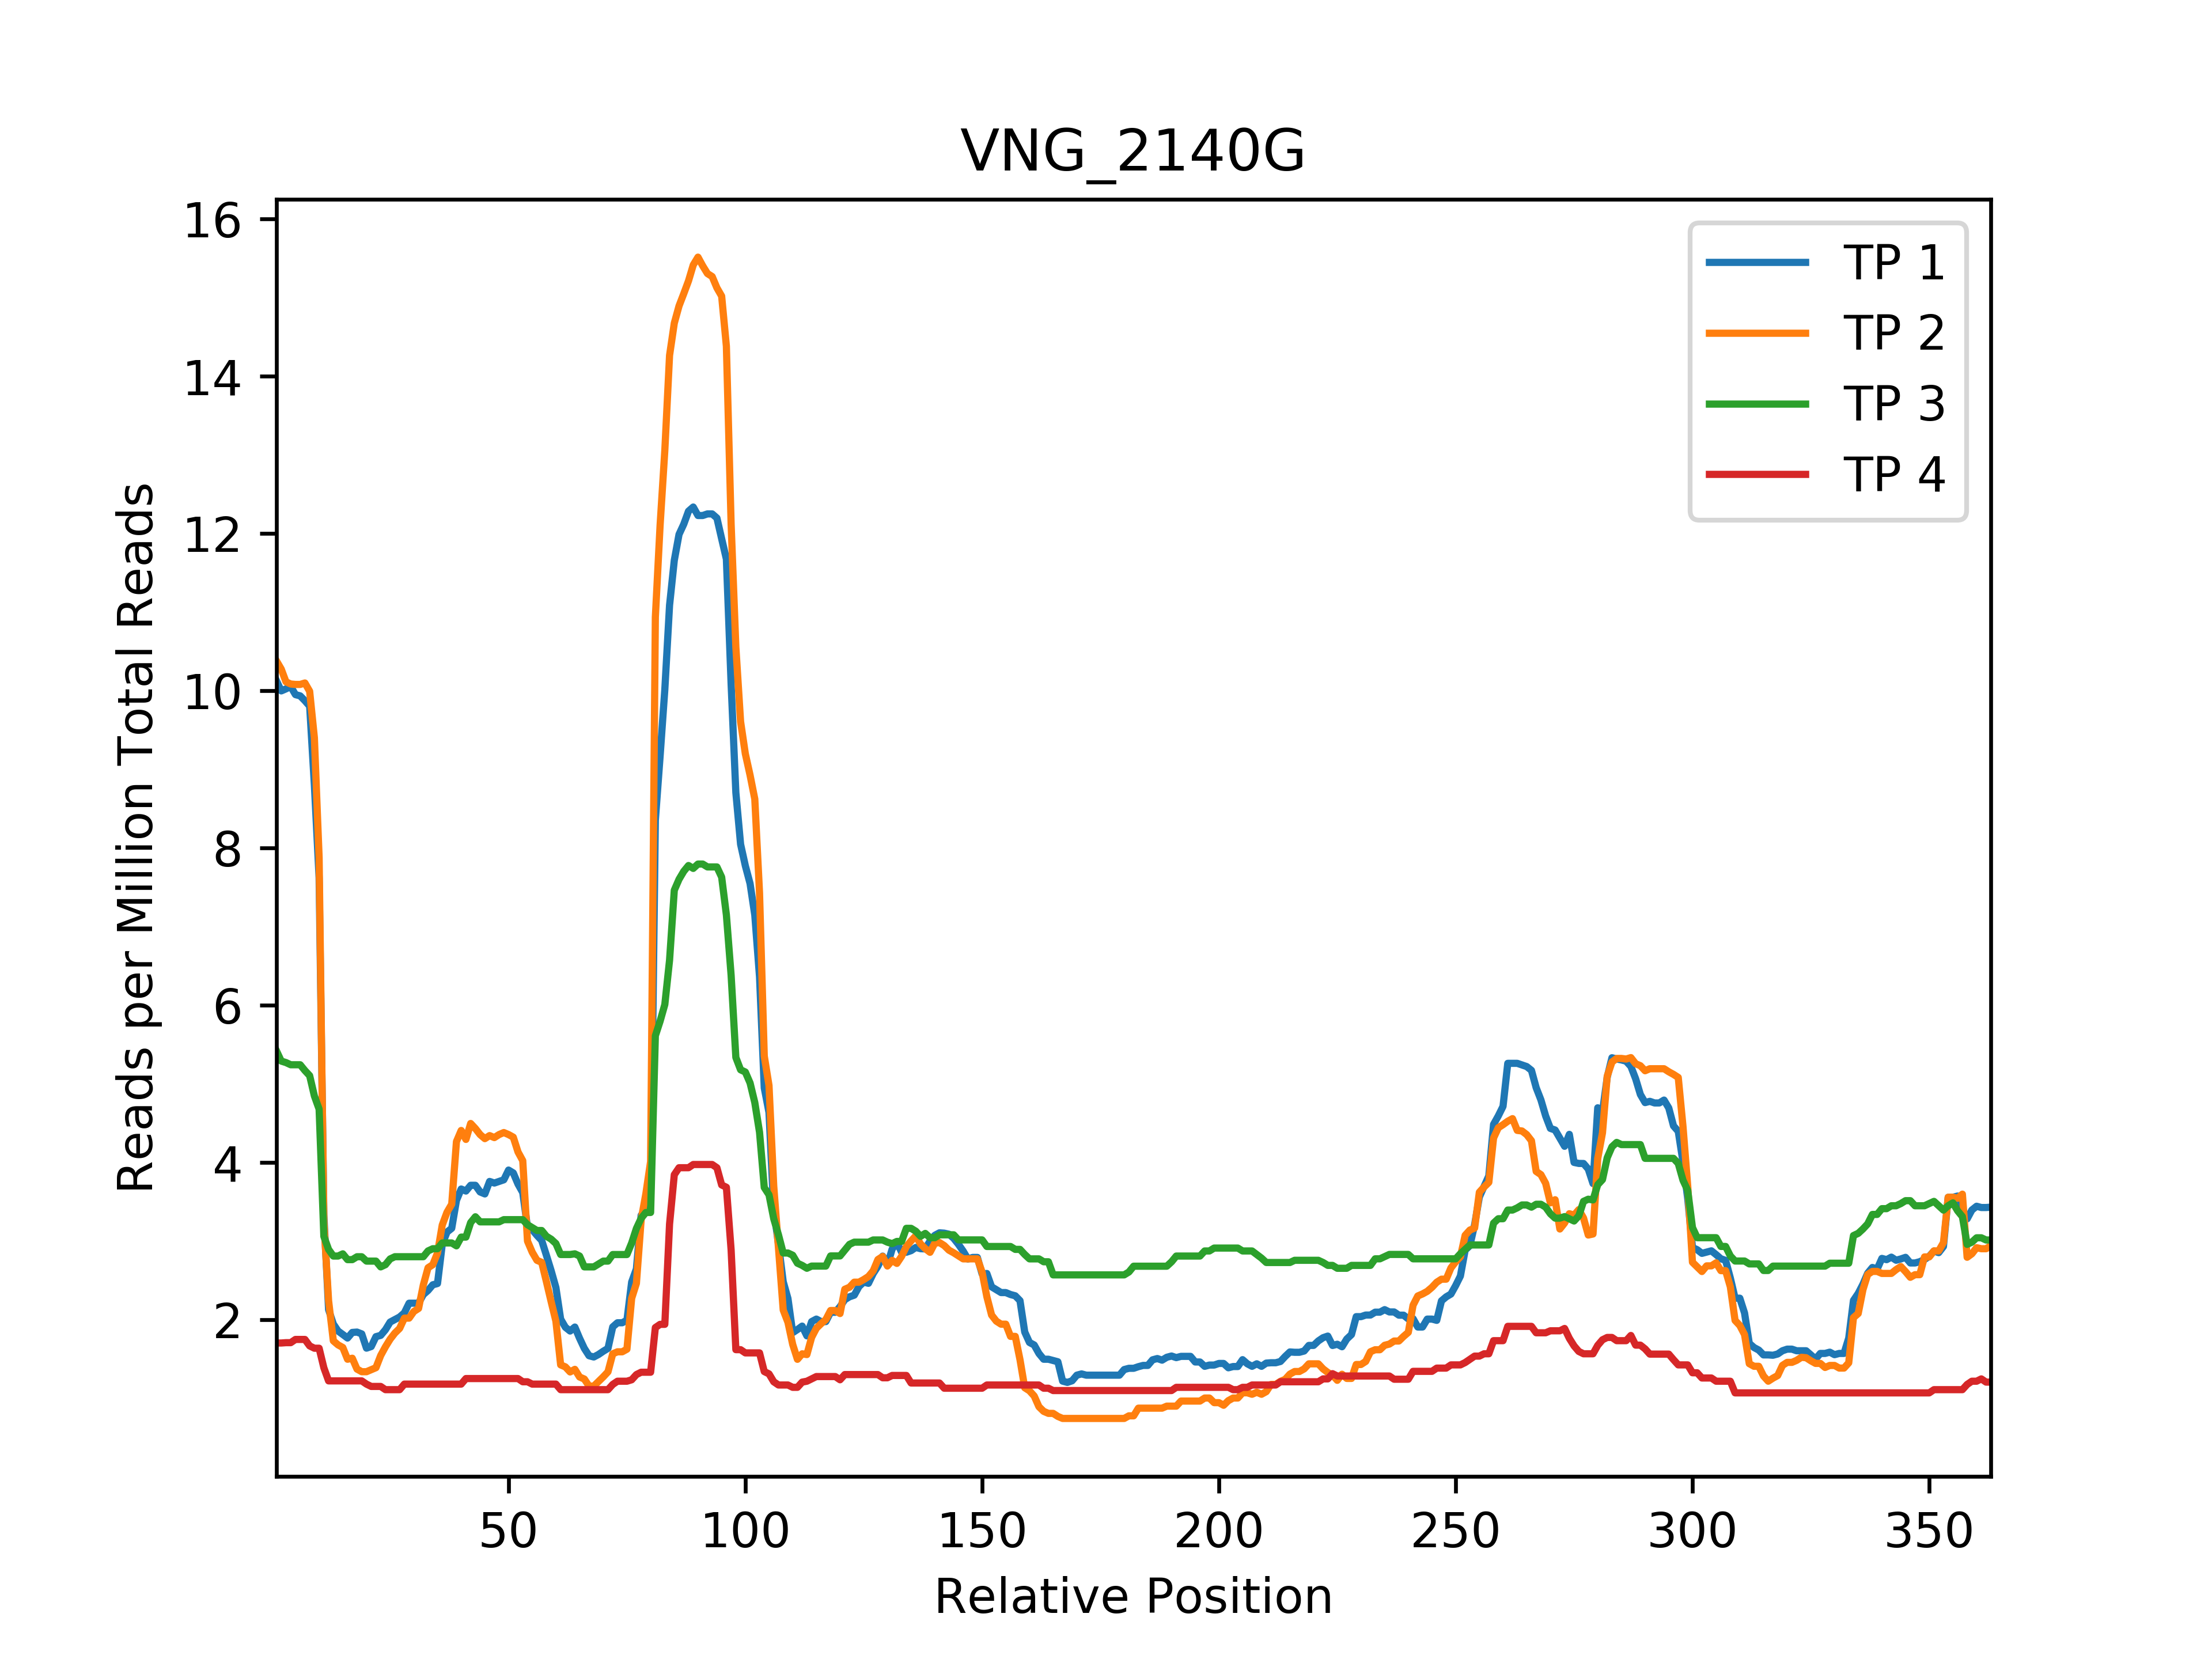 VNG_2140G
16
14
12
10
8
6
4
2
Reads per Million Total Reads
TP 1
TP 2
TP 3
TP 4
50 100 150 200 250 300 350
Relative Position